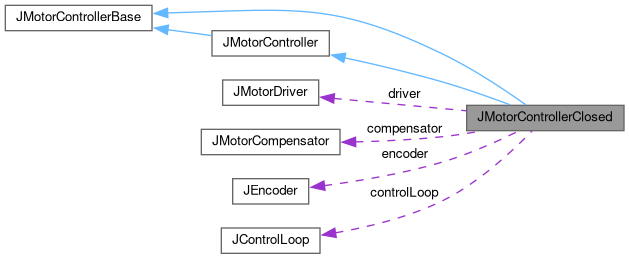 JMotorControllerBase
JMotorController
JMotorDriver
driver
JMotorControllerClosed
compensator
JMotorCompensator
encoder
JEncoder
controlLoop
JControlLoop